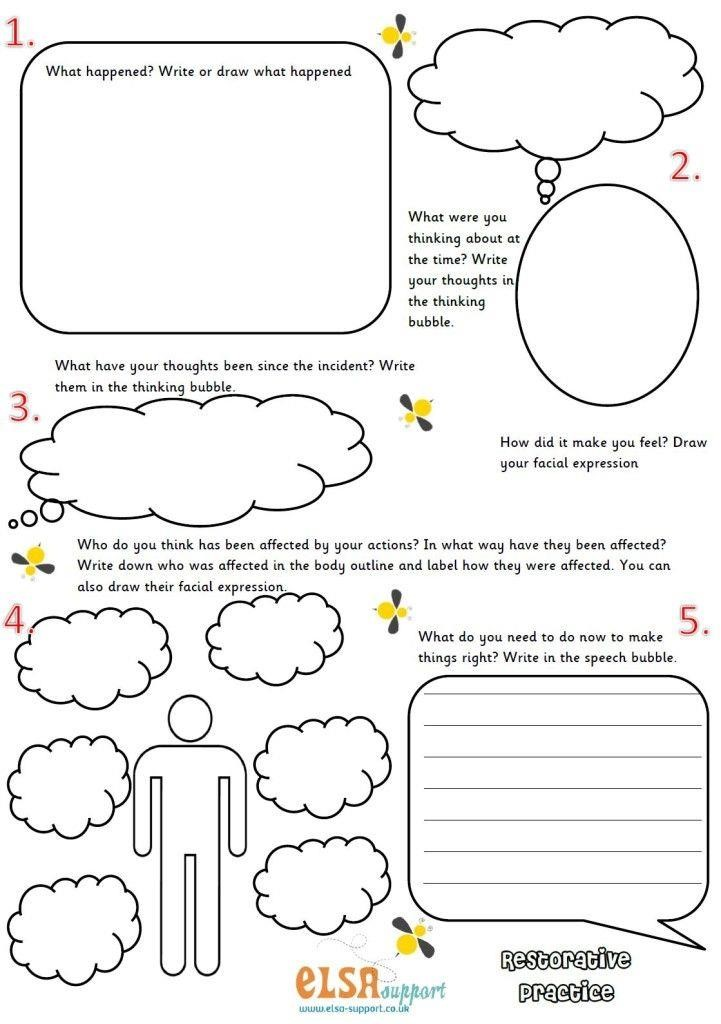 1.
What happened? Write or draw what happened
2.
What were you
thinking about at
the time? Write
your thoughts in
the thinking
bubble.
How did it make you feel? Draw
your facial expression
What have your thoughts been since the incident? Write
them in the thinking bubble.
3.
Who do you think has been affected by your actions? In what way have they been affected?
Write down who was affected in the body outline and label how they were affected. You can
also draw their facial expression.
4.
5.
What do you need to do now to make
things right? Write in the speech bubble.
ELSA support
www.elsa-support.co.uk
Restorative
Practice